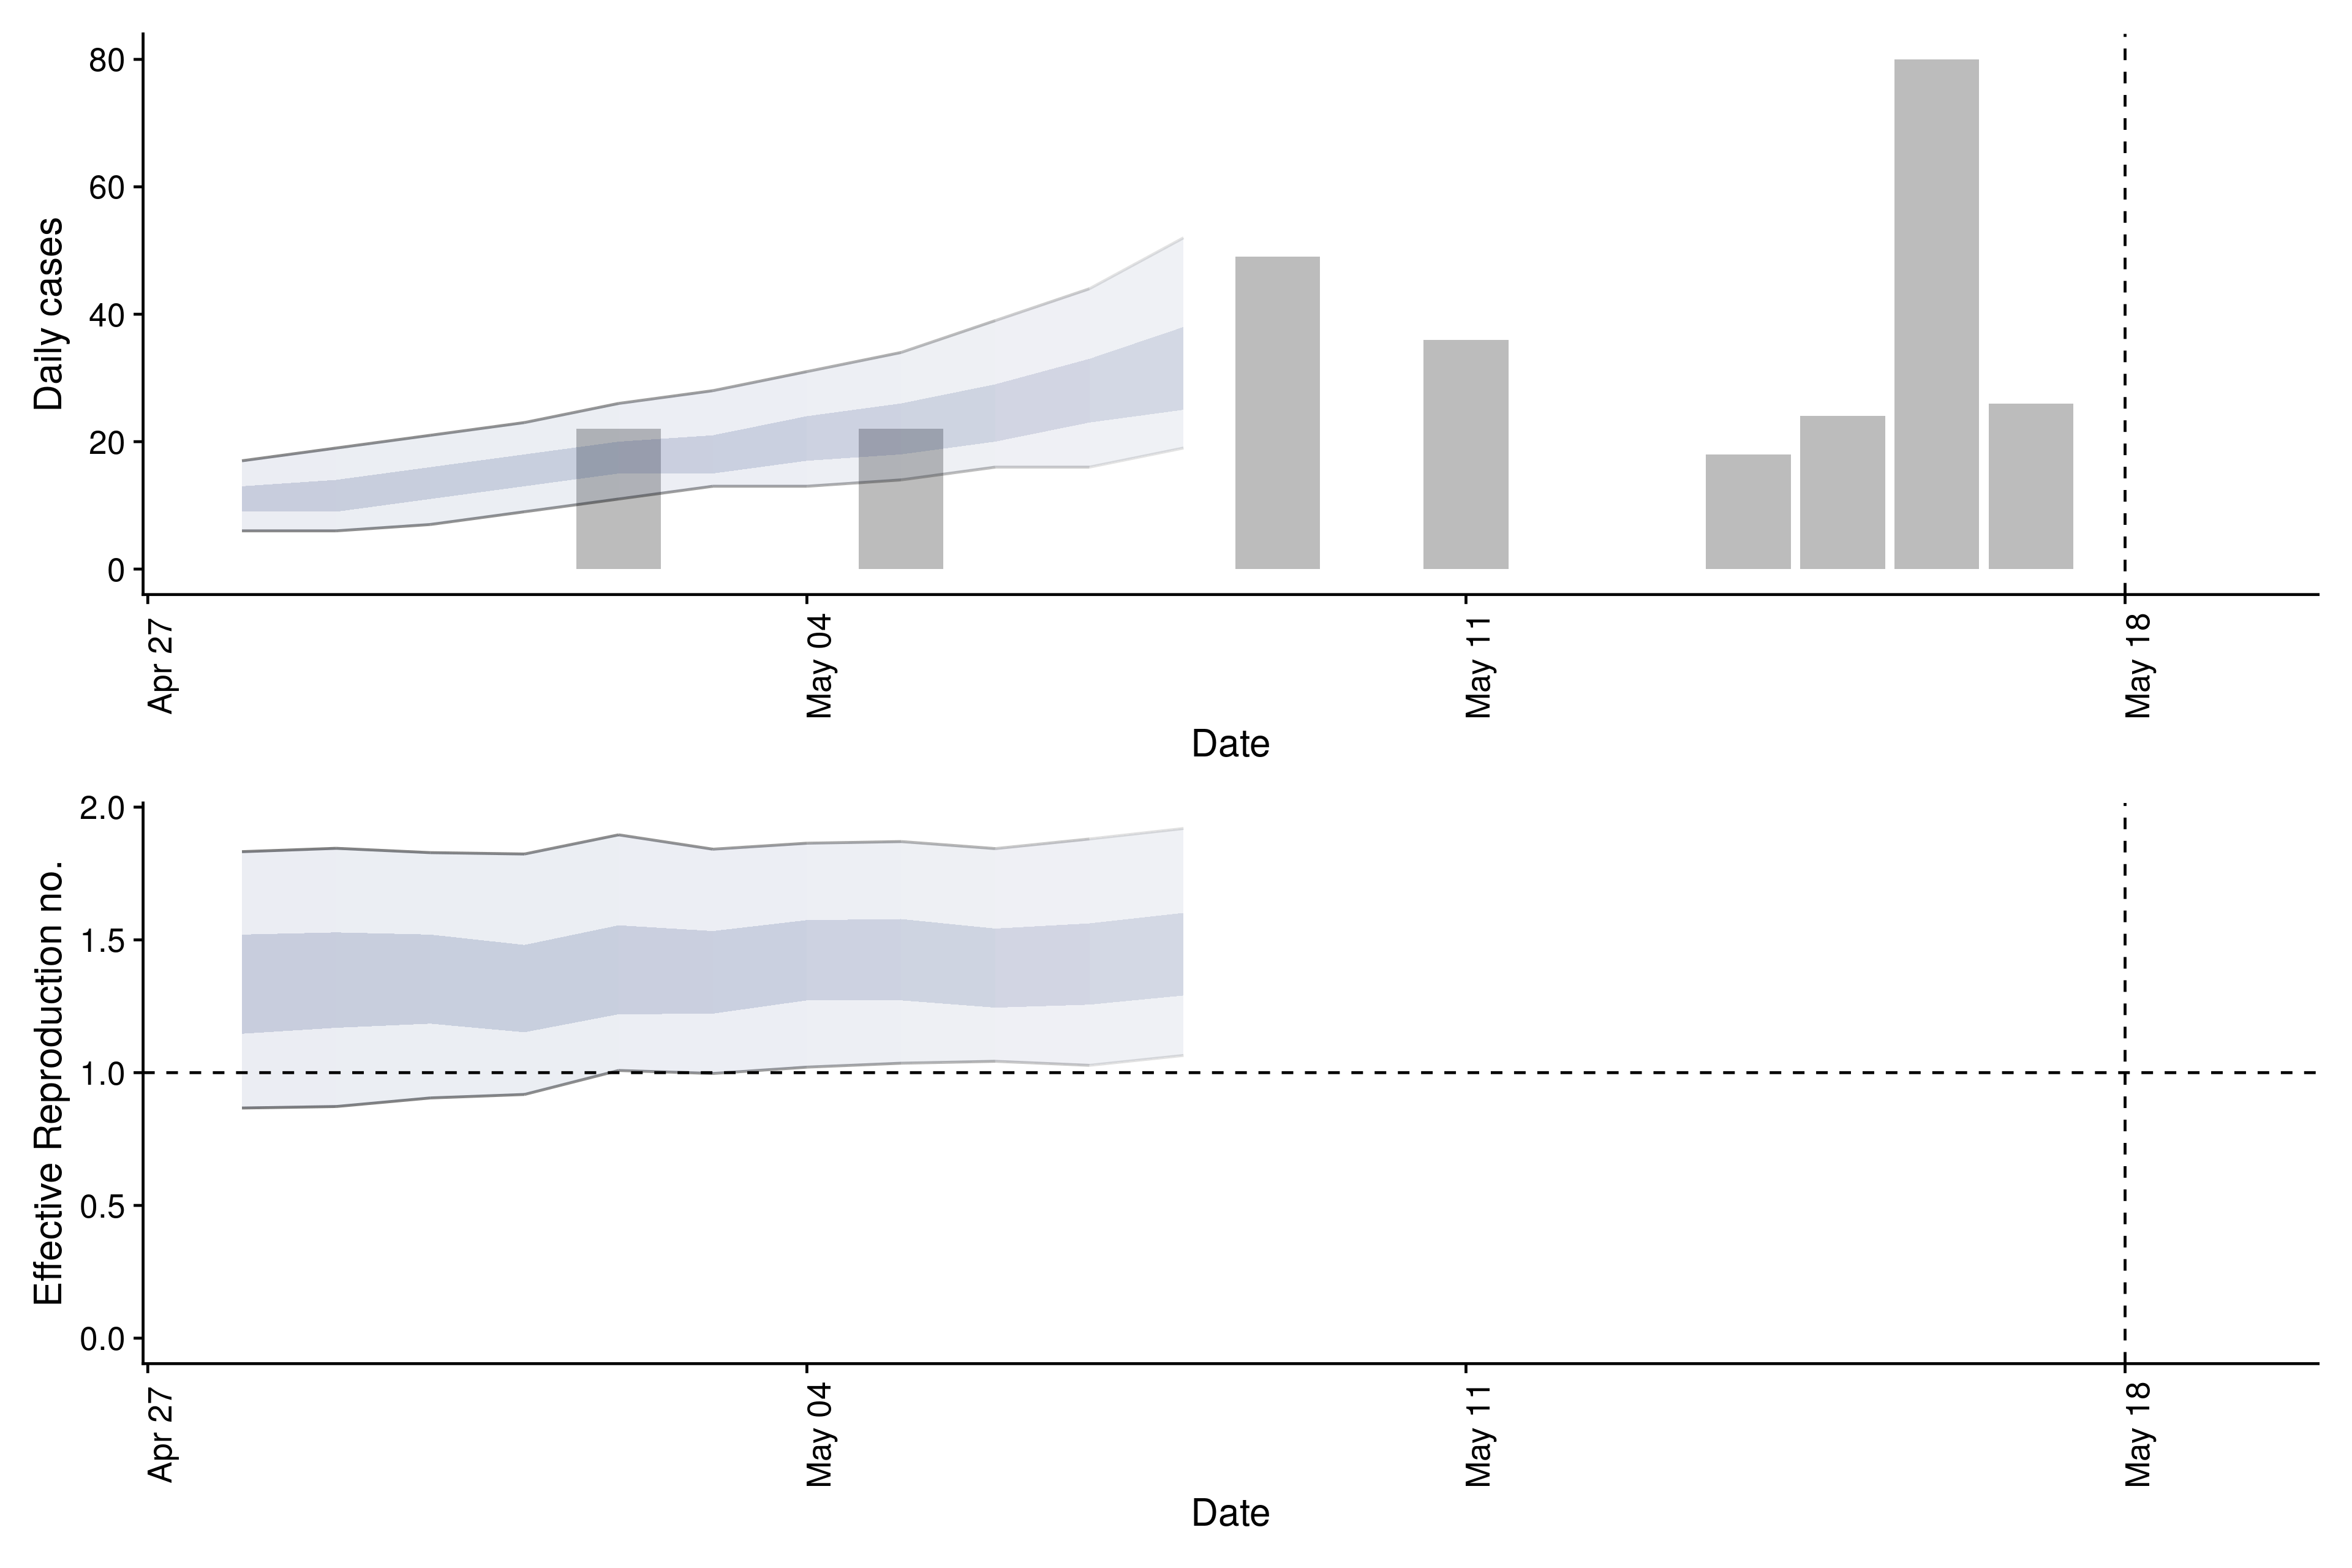 Daily cases
80
60
40
20
0
Apr 27
May 04
May 11
May 18
Date
Effective Reproduction no.
2.0
1.5
1.0
0.5
0.0
Apr 27
May 04
May 11
May 18
Date